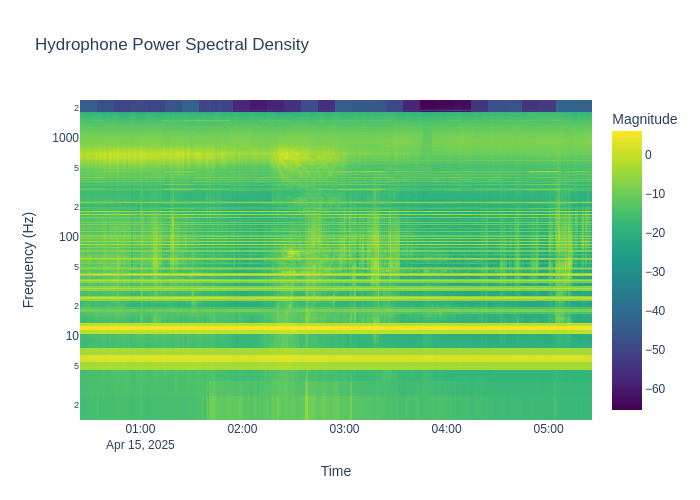 Hydrophone Power Spectral Density
Magnitude
2
1000
5
2
100
5
2
10
5
2
Frequency (Hz)
0
−10
−20
−30
−40
−50
−60
01:00 02:00 03:00 04:00 05:00
Apr 15, 2025
Time